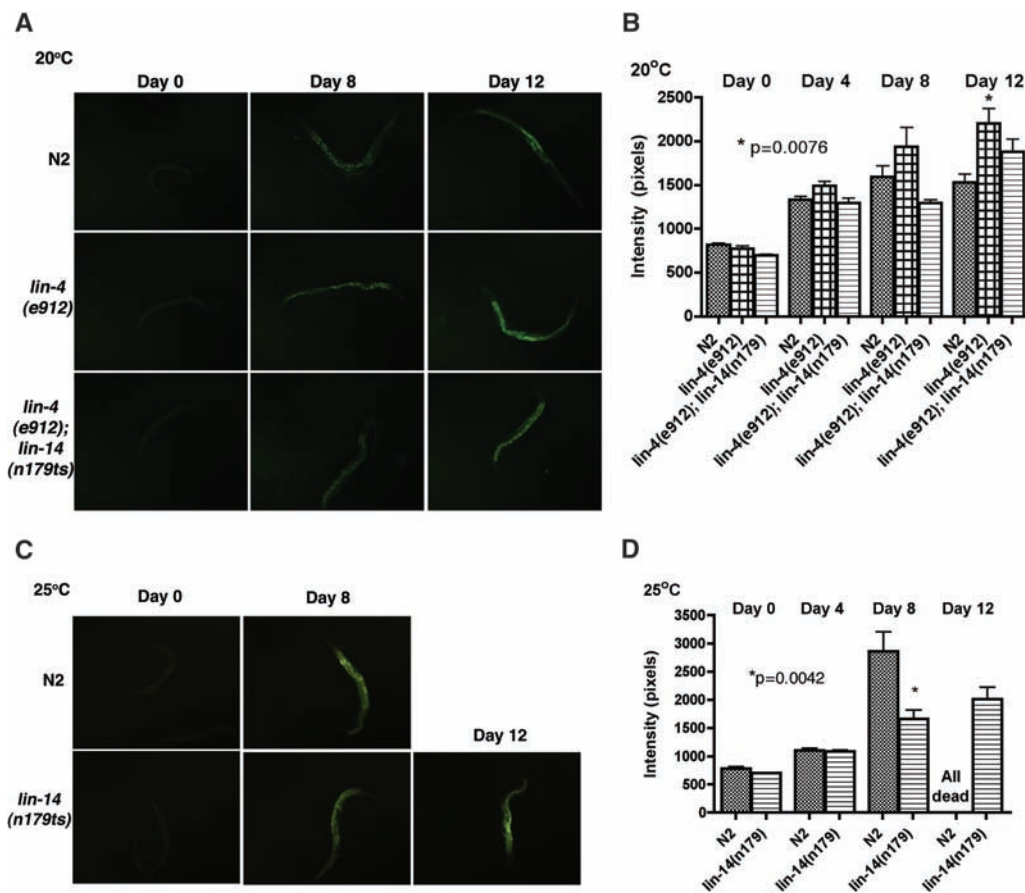 A
20°C
Day 0 Day 8 Day 12
N2
lin-4
(e912)
lin-4
(e912);
lin-14
(n179ts)
B
20°C
Day 0 Day 4 Day 8 Day 12
Intensity (pixels)
2500
2000
1500
1000
500
0
* p=0.0076
*
N2
lin-4(e912)
lin-4(e912); lin-14(n179)
N2
lin-4(e912)
lin-4(e912); lin-14(n179)
N2
lin-4(e912)
lin-4(e912); lin-14(n179)
N2
lin-4(e912)
lin-4(e912); lin-14(n179)
C
25°C
Day 0 Day 8
N2
Day 12
lin-14
(n179ts)
D
25°C
Day 0 Day 4 Day 8 Day 12
Intensity (pixels)
3500
3000
2500
2000
1500
1000
500
0
*p=0.0042
*
All
dead
N2
lin-14(n179)
N2
lin-14(n179)
N2
lin-14(n179)
N2
lin-14(n179)